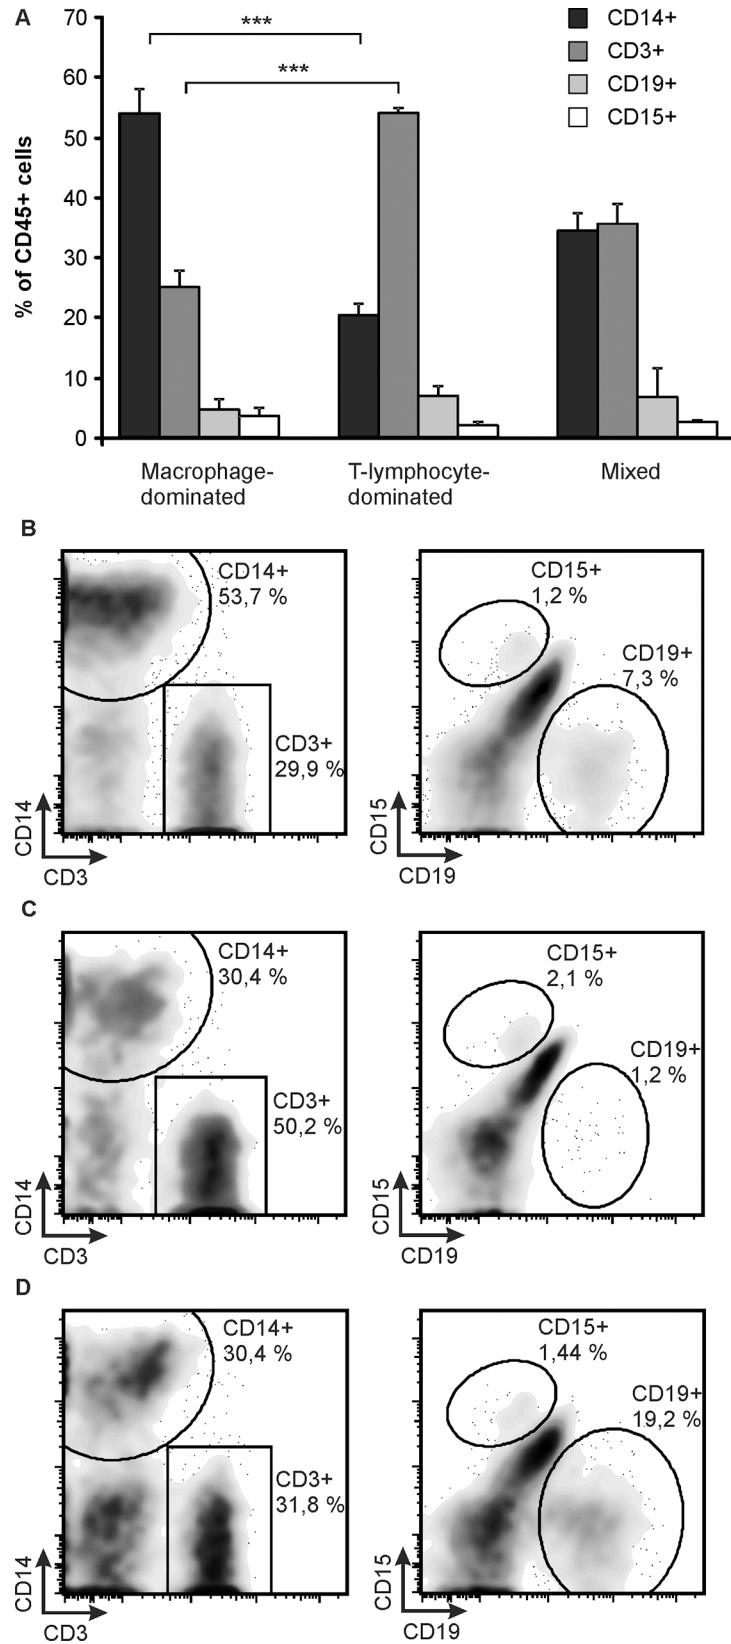 A
70
60
50
40
30
20
10
0
% of CD45+ cells
***
***
CD14+
CD3+
CD19+
CD15+
Macrophage-
dominated
T-lymphocyte-
dominated
Mixed
B
CD14+
53,7 %
CD3+
29,9 %
CD14
CD3
CD15+
1,2 %
CD19+
7,3 %
CD15
CD19
C
CD14+
30,4 %
CD3+
50,2 %
CD14
CD3
CD15+
2,1 %
CD19+
1,2 %
CD15
CD19
D
CD14+
30,4 %
CD3+
31,8 %
CD14
CD3
CD15+
1,44 %
CD19+
19,2 %
CD15
CD19